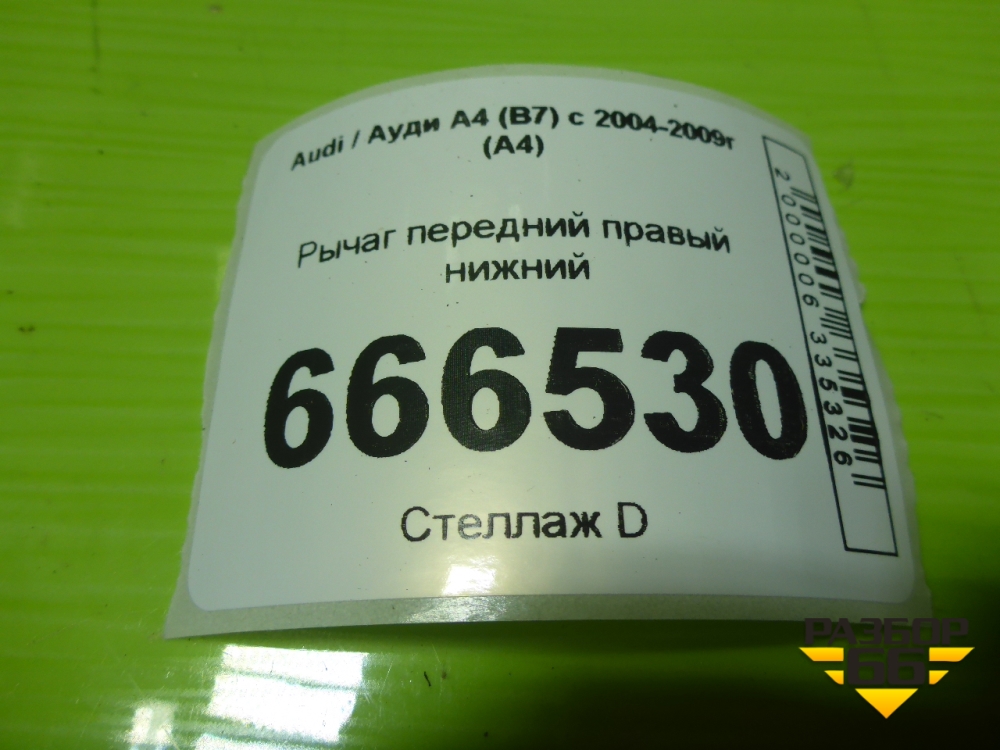 Audi / Ауди A4 (B7) с 2004-2009г
(A4)
Рычаг передний правый
нижний
666530
Стеллаж D
2000006335326
РАЗБОР
66